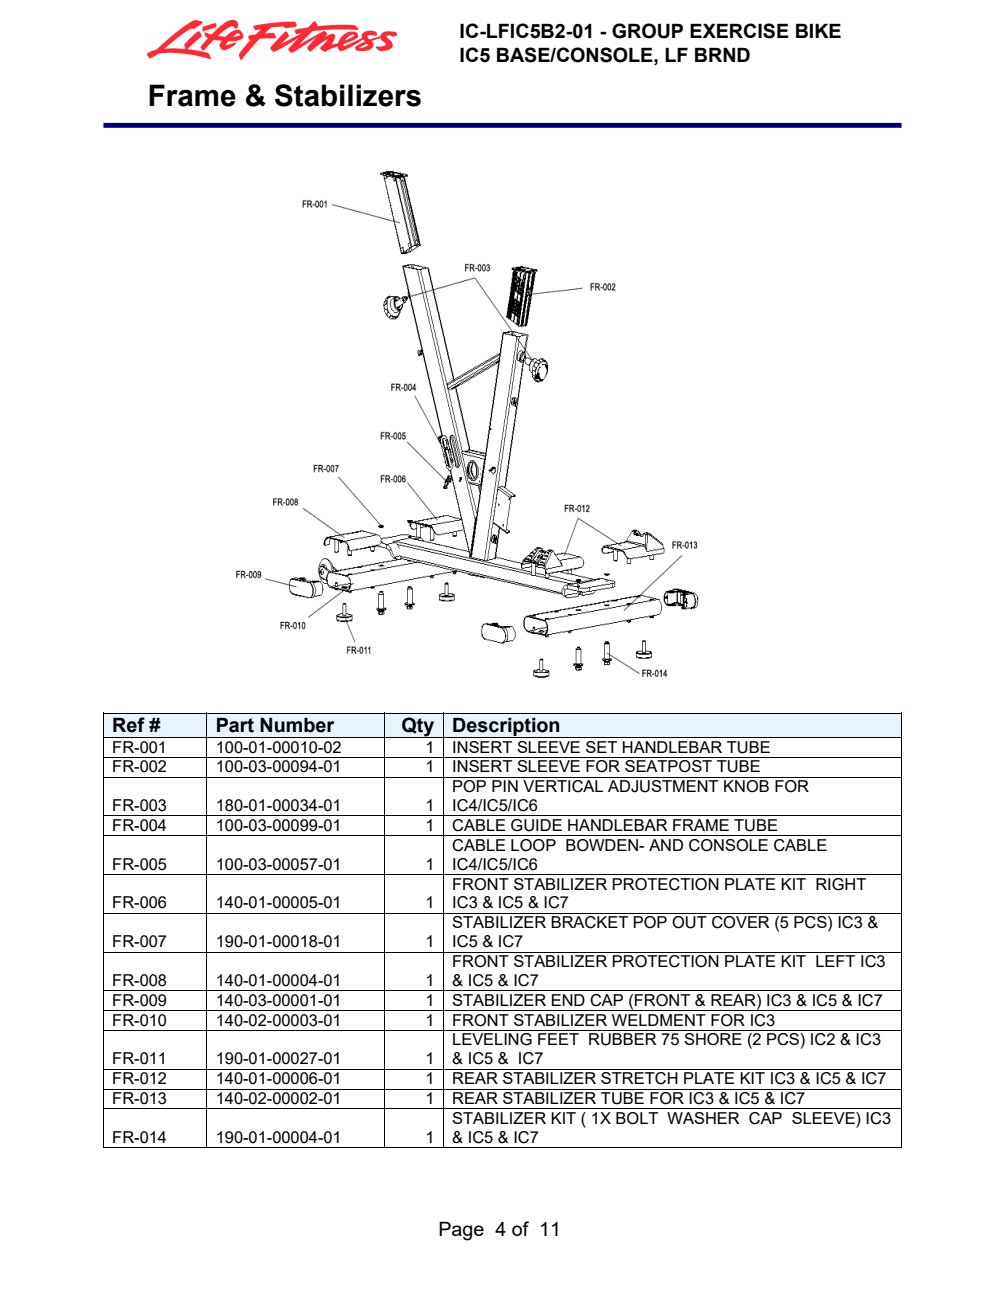 Life Fitness
IC-LFIC5B2-01 - GROUP EXERCISE BIKE
IC5 BASE/CONSOLE, LF BRND
Frame & Stabilizers
FR-001
FR-003
FR-002
FR-004
FR-005
FR-007
FR-006
FR-008
FR-012
FR-013
FR-009
FR-010
FR-011
FR-014
Ref # Part Number Qty Description
FR-001 100-01-00010-02 1 INSERT SLEEVE SET HANDLEBAR TUBE
FR-002 100-03-00094-01 1 INSERT SLEEVE FOR SEATPOST TUBE
POP PIN VERTICAL ADJUSTMENT KNOB FOR
FR-003 180-01-00034-01 1 IC4/IC5/IC6
FR-004 100-03-00099-01 1 CABLE GUIDE HANDLEBAR FRAME TUBE
CABLE LOOP BOWDEN- AND CONSOLE CABLE
FR-005 100-03-00057-01 1 IC4/IC5/IC6
FRONT STABILIZER PROTECTION PLATE KIT RIGHT
FR-006 140-01-00005-01 1 IC3 & IC5 & IC7
STABILIZER BRACKET POP OUT COVER (5 PCS) IC3 &
FR-007 190-01-00018-01 1 IC5 & IC7
FRONT STABILIZER PROTECTION PLATE KIT LEFT IC3
FR-008 140-01-00004-01 1 & IC5 & IC7
FR-009 140-03-00001-01 1 STABILIZER END CAP (FRONT & REAR) IC3 & IC5 & IC7
FR-010 140-02-00003-01 1 FRONT STABILIZER WELDMENT FOR IC3
LEVELING FEET RUBBER 75 SHORE (2 PCS) IC2 & IC3
FR-011 190-01-00027-01 1 & IC5 & IC7
FR-012 140-01-00006-01 1 REAR STABILIZER STRETCH PLATE KIT IC3 & IC5 & IC7
FR-013 140-02-00002-01 1 REAR STABILIZER TUBE FOR IC3 & IC5 & IC7
STABILIZER KIT ( 1X BOLT WASHER CAP SLEEVE) IC3
FR-014 190-01-00004-01 1 & IC5 & IC7
Page 4 of 11